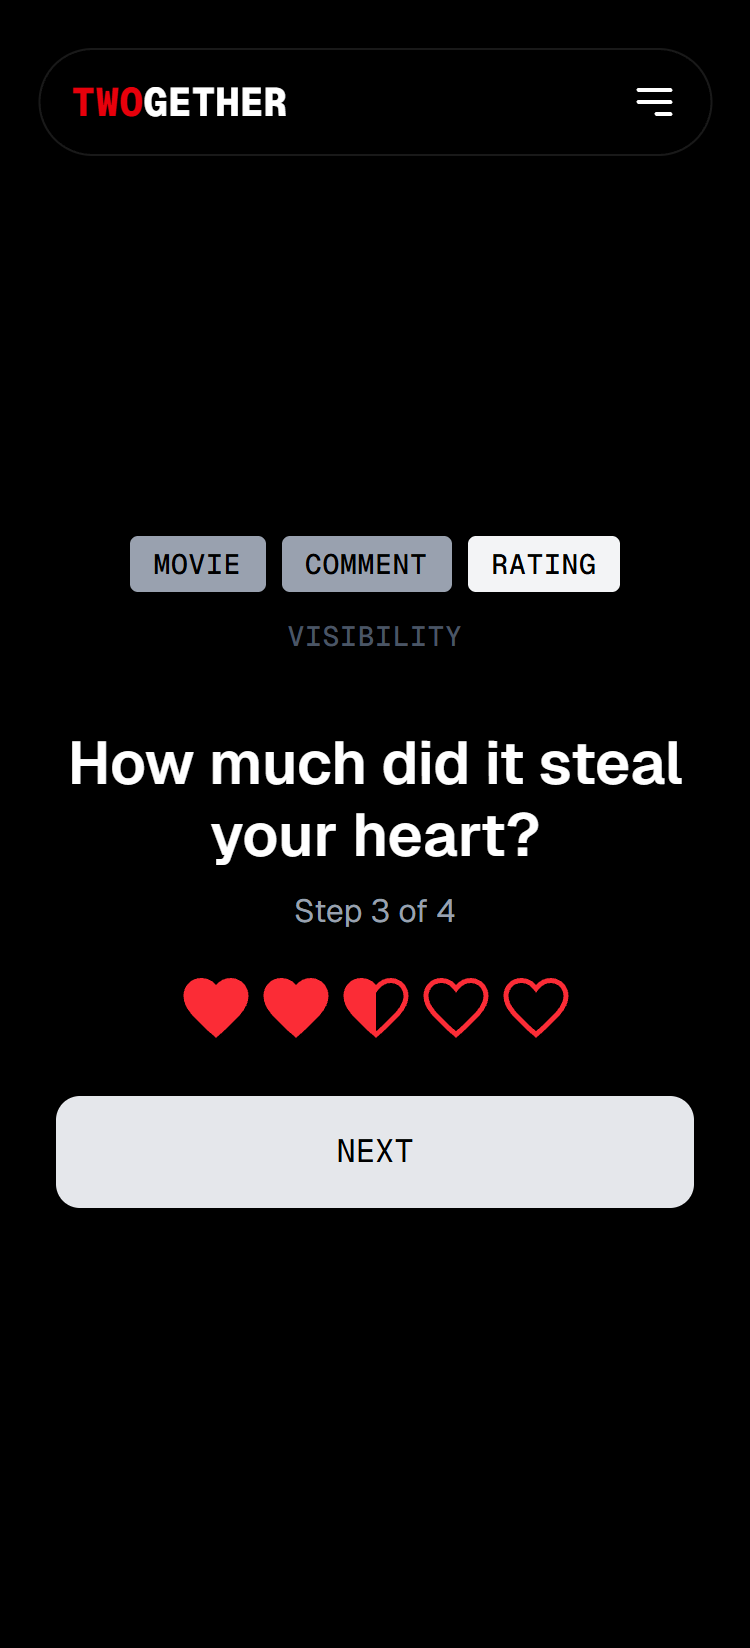 TWOGETHER
MOVIE COMMENT RATING
VISIBILITY
How much did it steal
your heart?
Step 3 of 4
NEXT